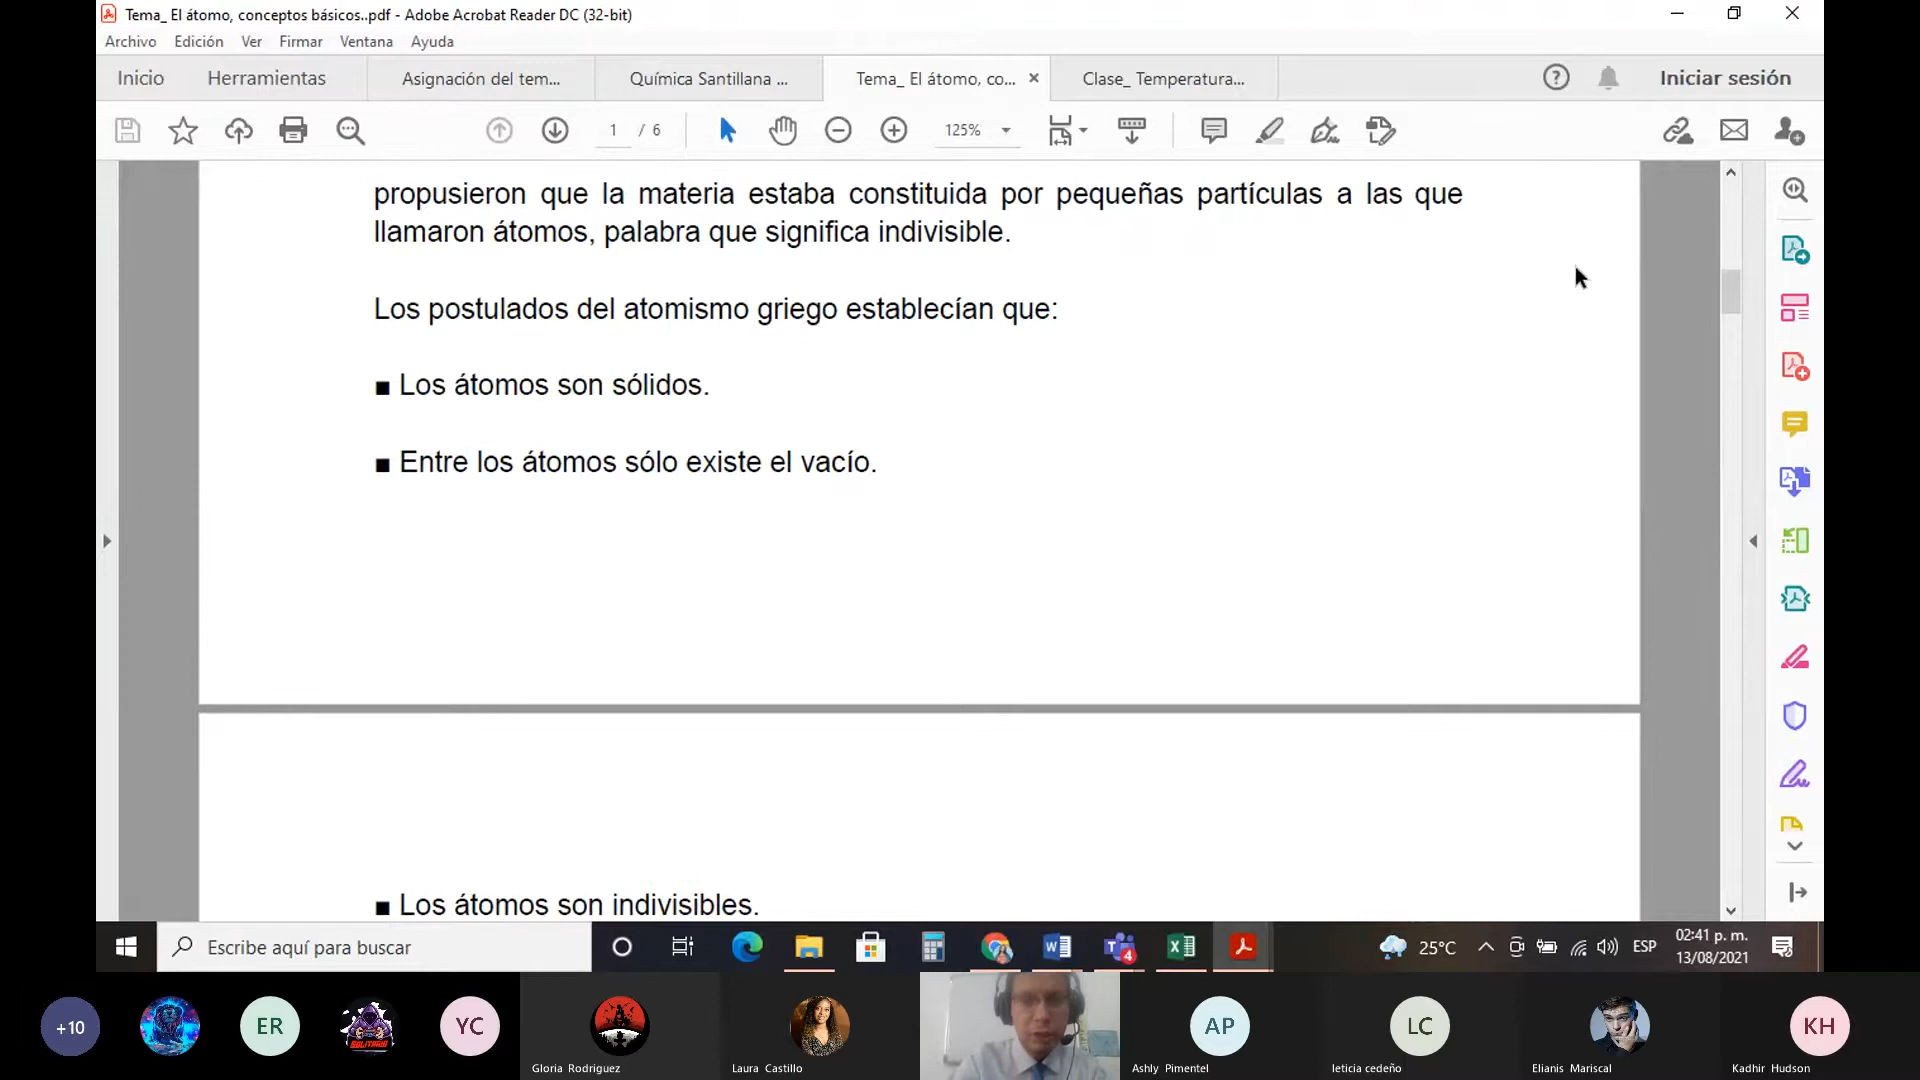 Tema_ El átomo, conceptos básicos..pdf - Adobe Acrobat Reader DC (32-bit)
Archivo Edición Ver Firmar Ventana Ayuda
Inicio Herramientas Asignación del tem... Química Santillana ... Tema_ El átomo, co... Clase_ Temperatura... Iniciar sesión
1 / 6 125%
propusieron que la materia estaba constituida por pequeñas partículas a las que
llamaron átomos, palabra que significa indivisible.
Los postulados del atomismo griego establecían que:
■ Los átomos son sólidos.
■ Entre los átomos sólo existe el vacío.
■ Los átomos son indivisibles.
Escribe aquí para buscar
4
25°C
ESP
02:41 p. m.
13/08/2021
+10
ER
SOLITARIO
YC
AP
LC
KH
Gloria Rodriguez
Laura Castillo
Ashly Pimentel
leticia cedeño
Elianis Mariscal
Kadhir Hudson